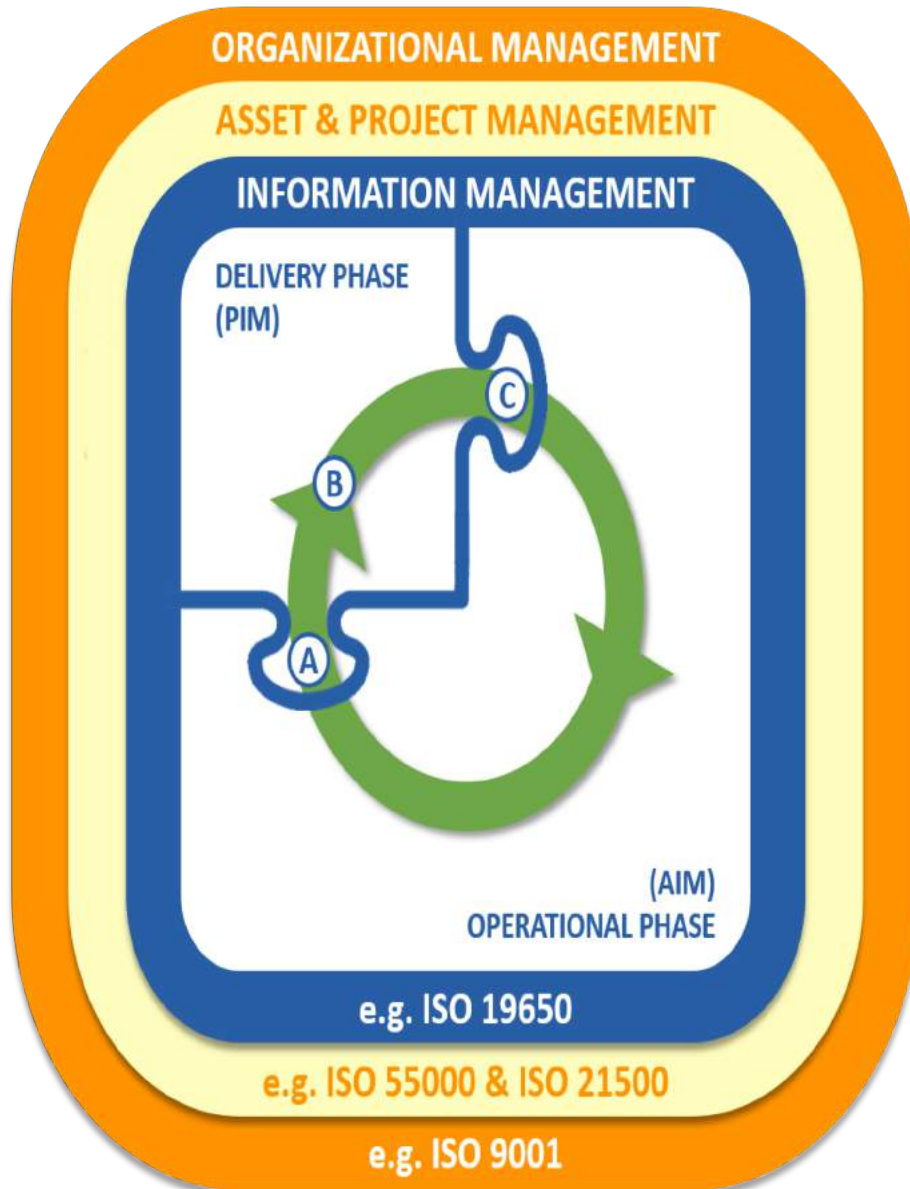 ORGANIZATIONAL MANAGEMENT
ASSET & PROJECT MANAGEMENT
INFORMATION MANAGEMENT
DELIVERY PHASE
(PIM)
C
B
A
(AIM)
OPERATIONAL PHASE
e.g. ISO 19650
e.g. ISO 55000 & ISO 21500
e.g. ISO 9001